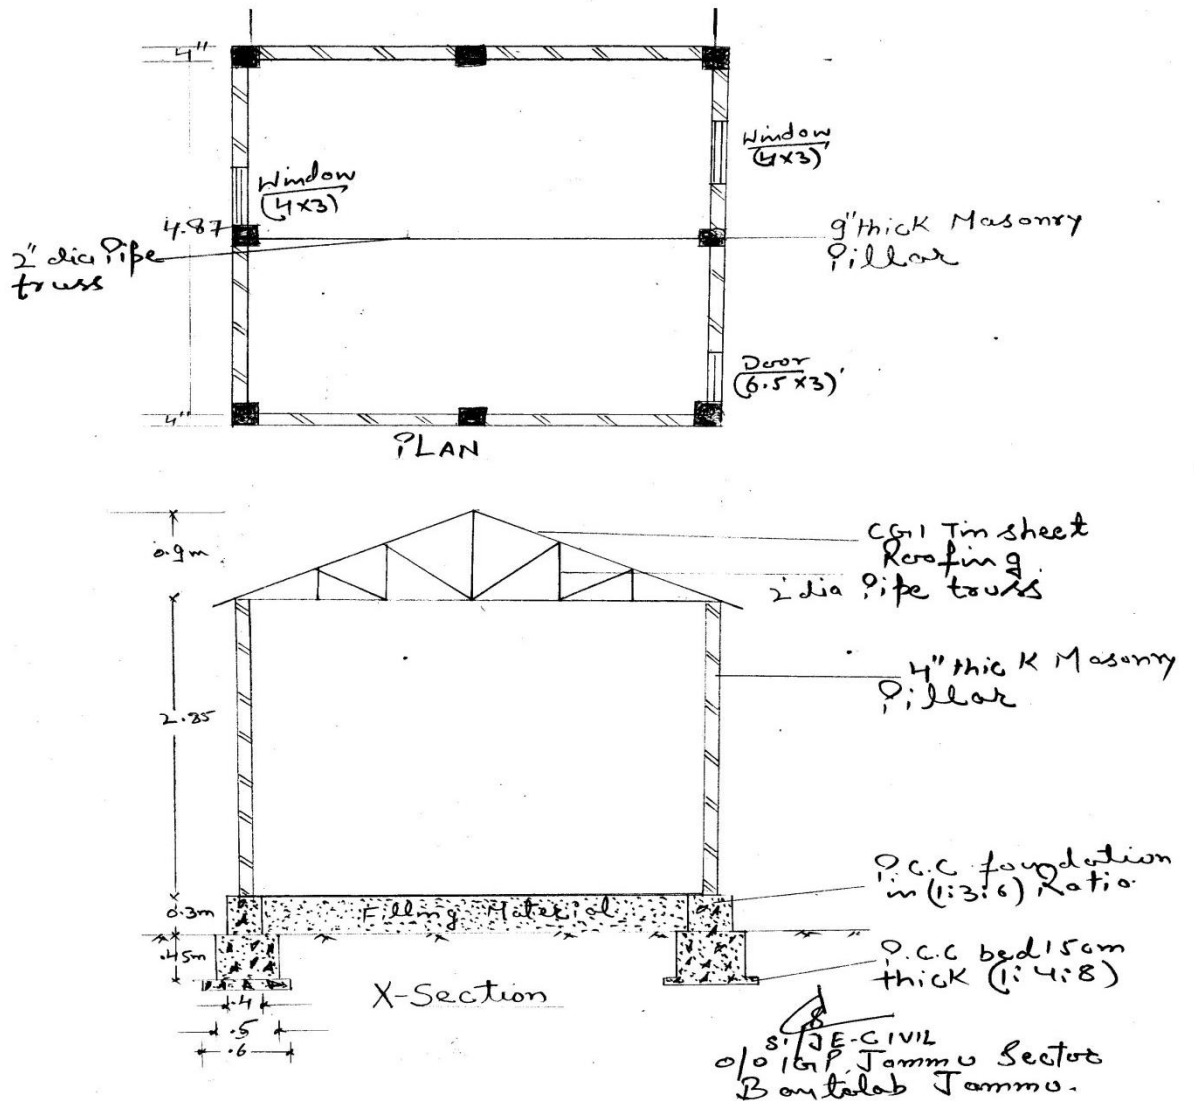 4"
Window
(4x3)'
Window
(4x3)'
4.87
9" thick Masonry
Pillar
2" dia Pipe
truss
Door
(6.5 x3)'
4"
PLAN
0.9m
CGI Tin sheet
Roofing
2" dia Pipe truss
4" thick Masonry
Pillar
2.85
P.C.C foundation
in (1:3:6) Ratio
0.3m
Filling Material
.45m
P.C.C bed 15cm
thick (1:4:8)
X-Section
.4
.5
.6
JE-CIVIL
O/O IGP Jammu Sector
Bantalab Jammu.